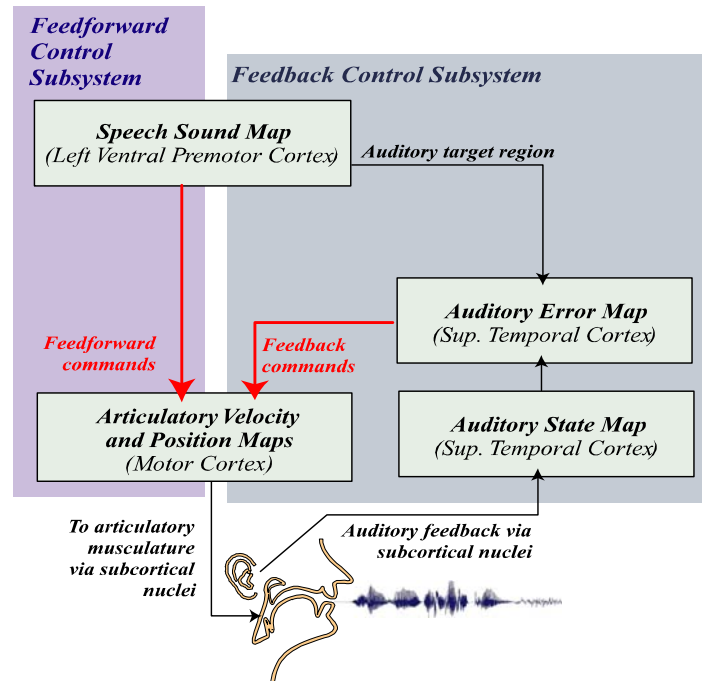 Feedforward
Control
Subsystem
Feedback Control Subsystem
Speech Sound Map
(Left Ventral Premotor Cortex)
Auditory target region
Auditory Error Map
(Sup. Temporal Cortex)
Feedforward
commands
Feedback
commands
Articulatory Velocity
and Position Maps
(Motor Cortex)
Auditory State Map
(Sup. Temporal Cortex)
To articulatory
musculature
via subcortical
nuclei
Auditory feedback via
subcortical nuclei